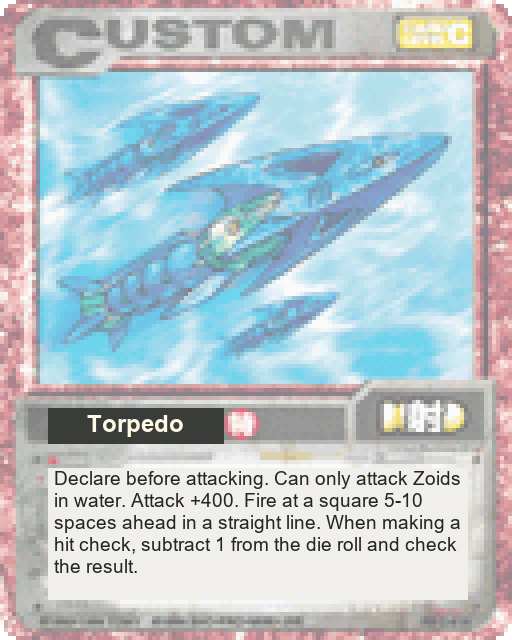 CUSTOM
Torpedo
Declare before attacking. Can only attack Zoids
in water. Attack +400. Fire at a square 5-10
spaces ahead in a straight line. When making a
hit check, subtract 1 from the die roll and check
the result.